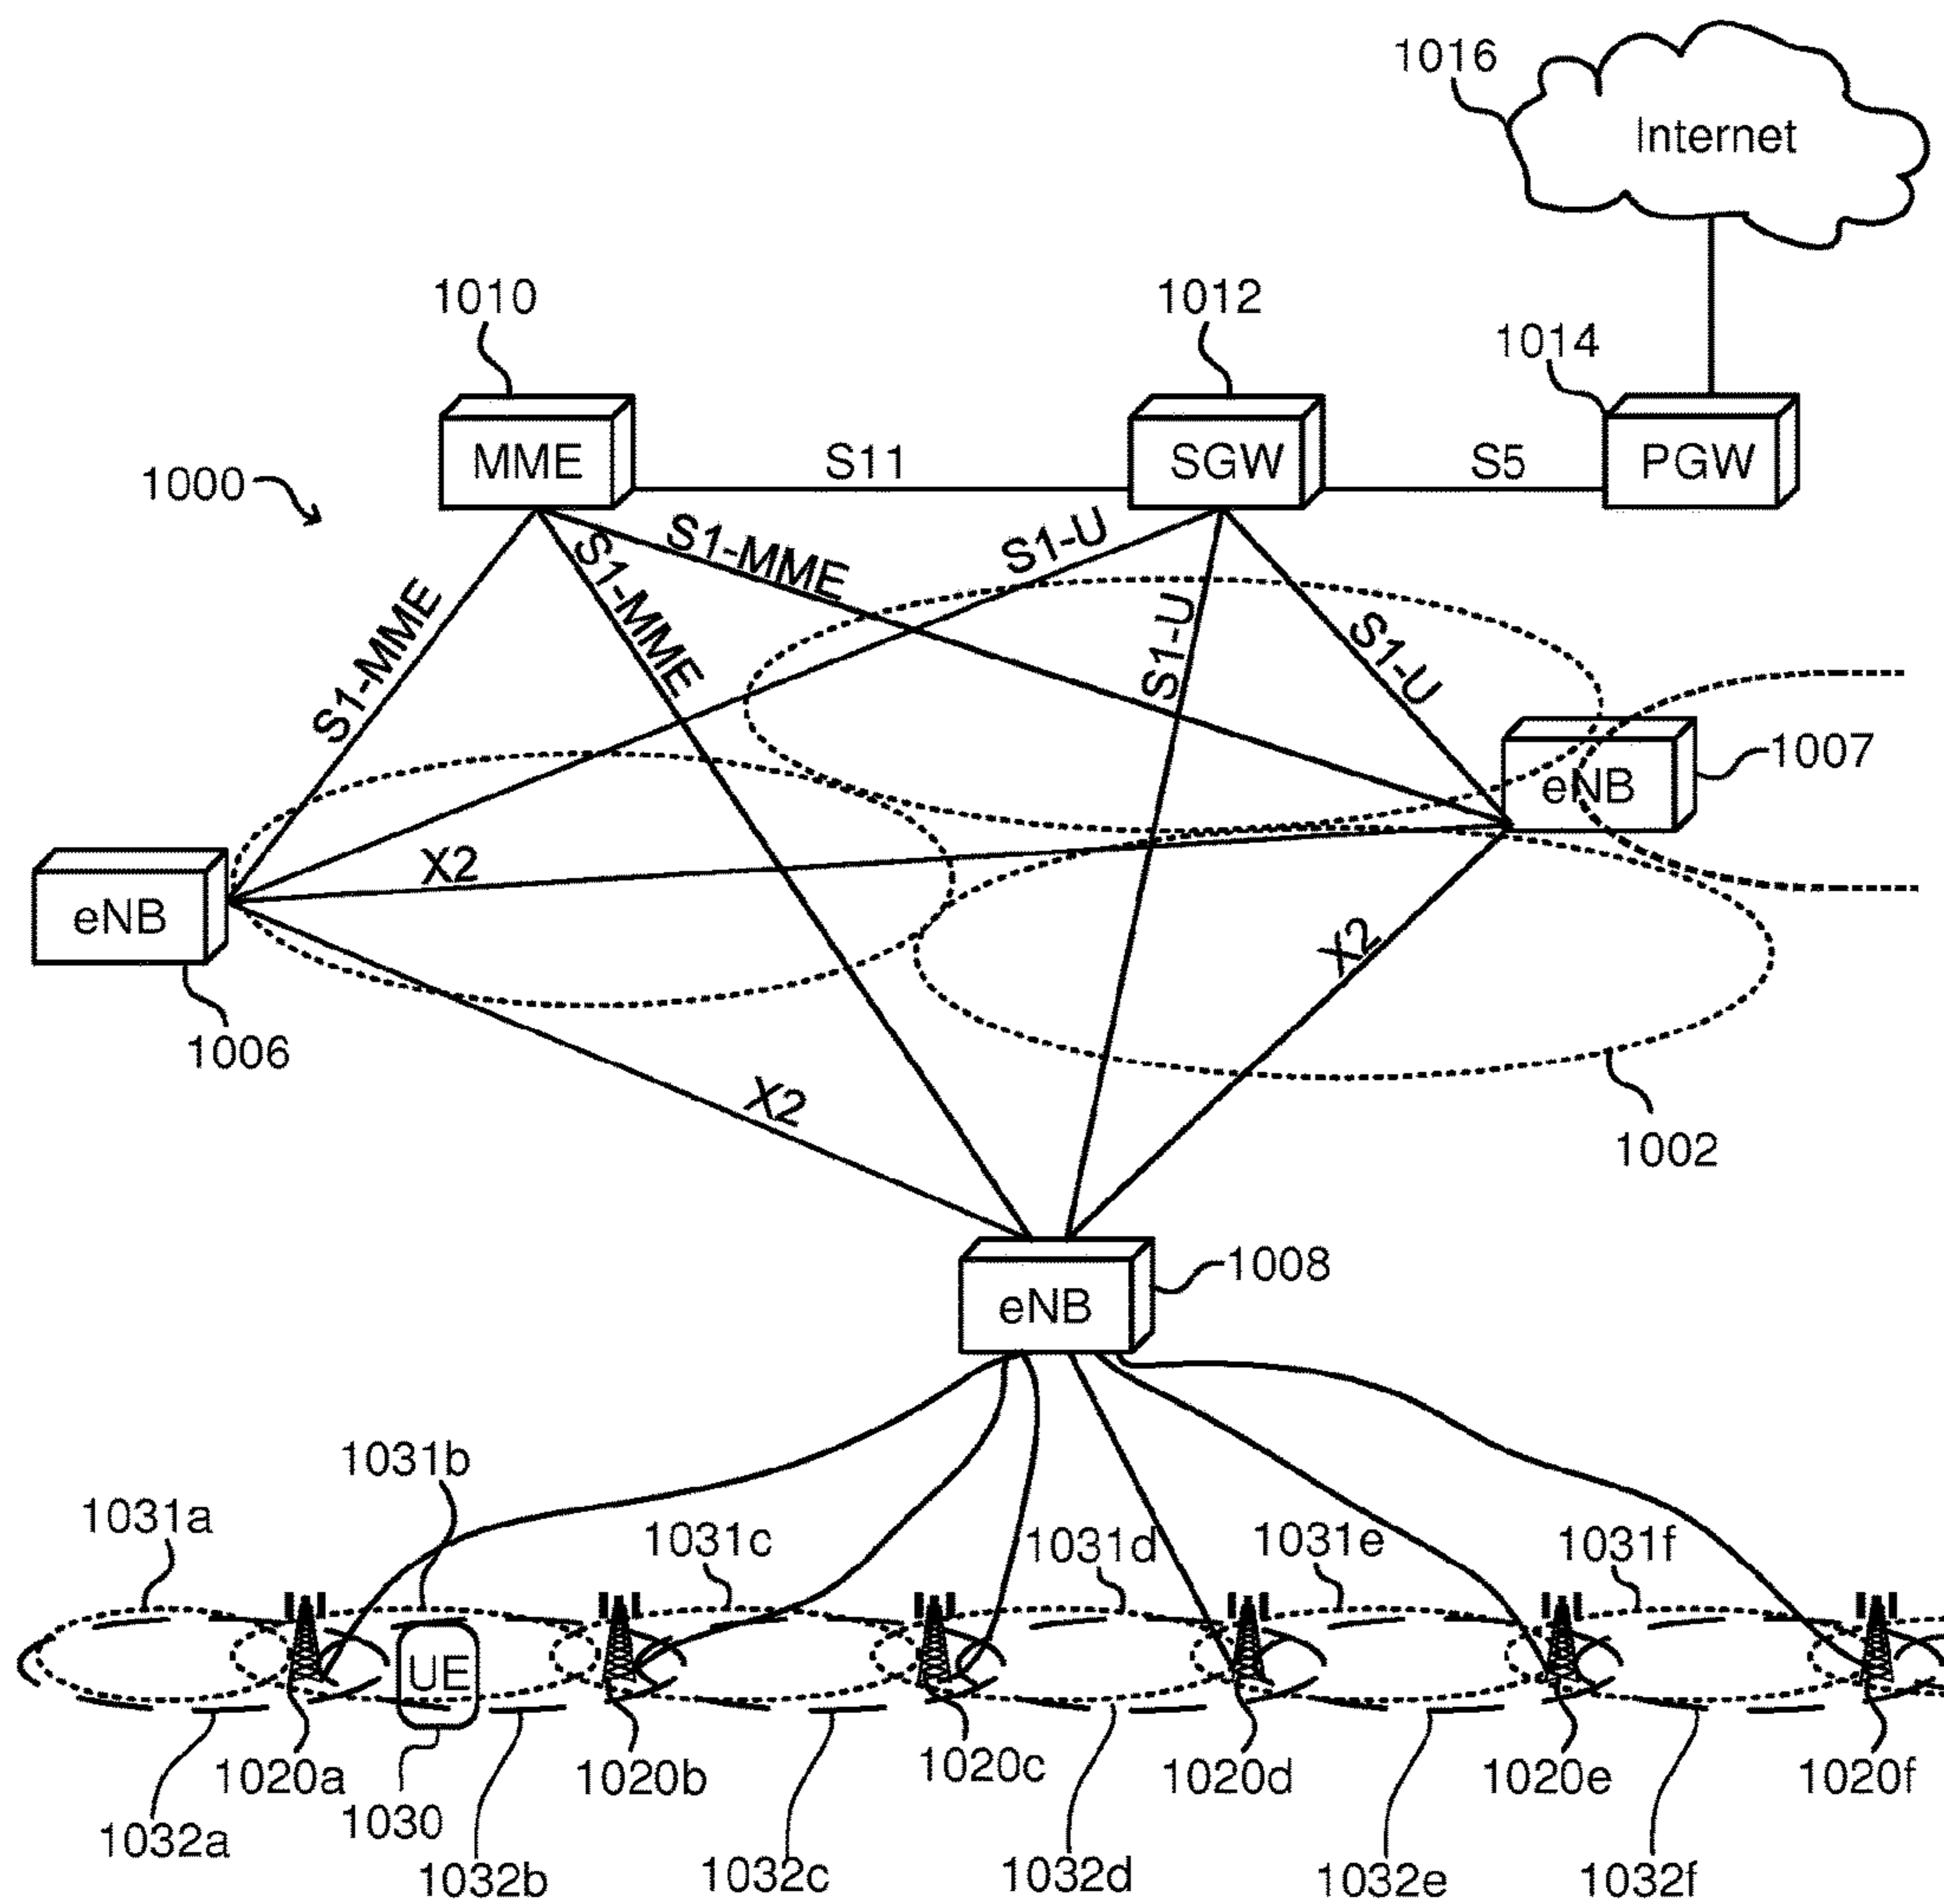 1016
Internet
1010
1012
1014
MME
S11
SGW
S5
PGW
1000
S1-MME
S1-MME
S1-MME
S1-U
S1-U
S1-U
eNB
1007
X2
eNB
X2
1006
X2
1002
1008
eNB
1031b
1031a
1031c
1031d
1031e
1031f
UE
1020a
1020b
1020c
1020d
1020e
1020f
1030
1032a
1032b
1032c
1032d
1032e
1032f